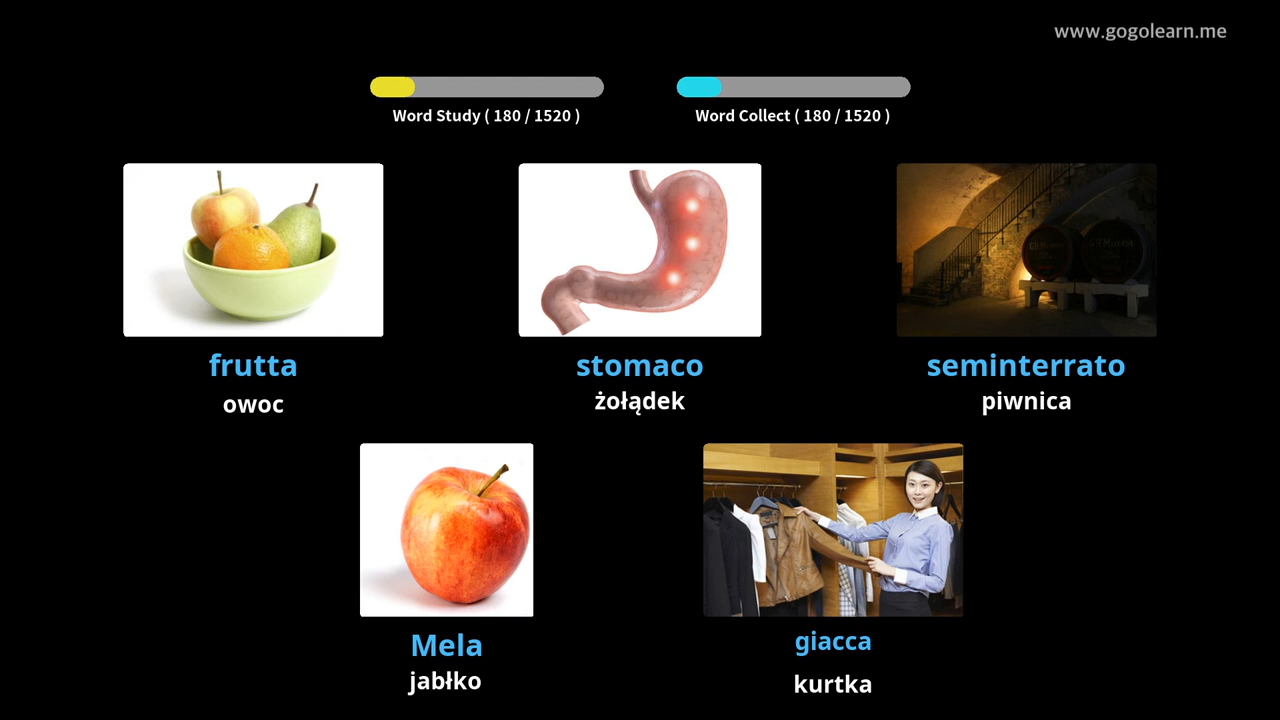 www.gogolearn.me
Word Study ( 180 / 1520 )
Word Collect ( 180 / 1520 )
frutta
owoc
stomaco
żołądek
seminterrato
piwnica
Mela
jabłko
giacca
kurtka